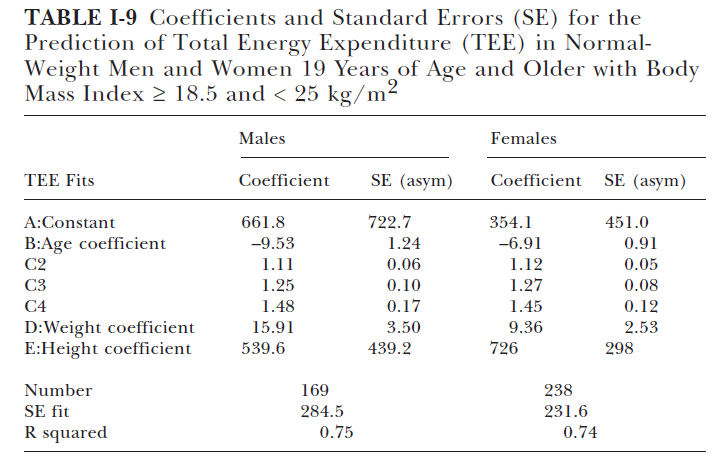 TABLE I-9 Coefficients and Standard Errors (SE) for the
Prediction of Total Energy Expenditure (TEE) in Normal-
Weight Men and Women 19 Years of Age and Older with Body
Mass Index ≥ 18.5 and < 25 kg/m2
Males Females
TEE Fits Coefficient SE (asym) Coefficient SE (asym)
A:Constant 661.8 722.7 354.1 451.0
B:Age coefficient –9.53 1.24 –6.91 0.91
C2 1.11 0.06 1.12 0.05
C3 1.25 0.10 1.27 0.08
C4 1.48 0.17 1.45 0.12
D:Weight coefficient 15.91 3.50 9.36 2.53
E:Height coefficient 539.6 439.2 726 298
Number 169 238
SE fit 284.5 231.6
R squared 0.75 0.74